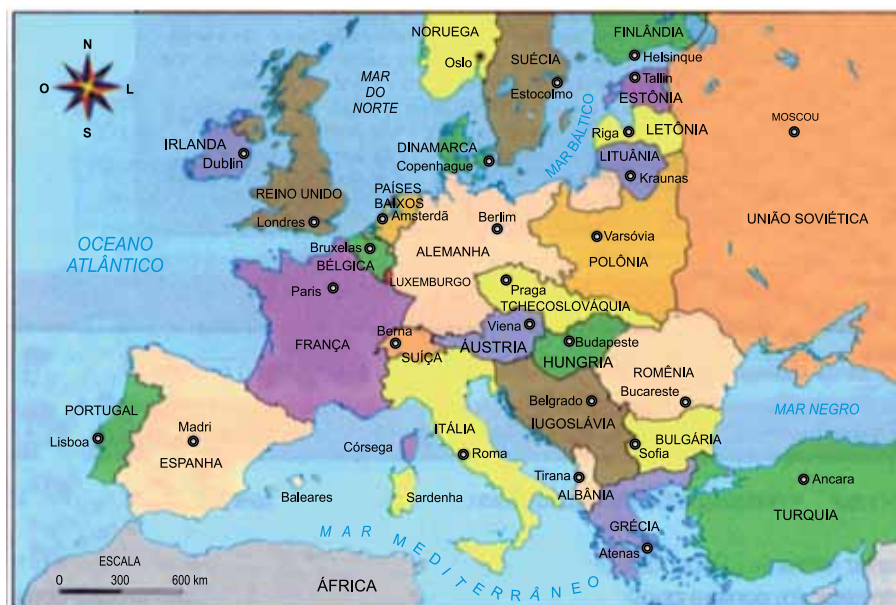 N
O
L
S
NORUEGA
Oslo
SUÉCIA
Estocolmo
FINLÂNDIA
Helsinque
Tallin
ESTÔNIA
MAR
DO
NORTE
MAR BÁLTICO
Riga
LETÔNIA
MOSCOU
IRLANDA
Dublin
DINAMARCA
Copenhague
LITUÂNIA
Kraunas
REINO UNIDO
Londres
PAÍSES
BAIXOS
Amsterdã
Berlim
ALEMANHA
Varsóvia
POLÔNIA
UNIÃO SOVIÉTICA
OCEANO
ATLÂNTICO
Bruxelas
BÉLGICA
LUXEMBURGO
Paris
Praga
TCHECOSLOVÁQUIA
FRANÇA
Berna
SUÍÇA
Viena
ÁUSTRIA
Budapeste
HUNGRIA
ROMÊNIA
Bucareste
Belgrado
IUGOSLÁVIA
MAR NEGRO
PORTUGAL
Lisboa
Madri
ESPANHA
Córsega
ITÁLIA
Roma
Sofia
BULGÁRIA
Baleares
Sardenha
Tirana
ALBÂNIA
Ancara
TURQUIA
GRÉCIA
Atenas
MAR MEDITERRÂNEO
ESCALA
0 300 600 km
ÁFRICA